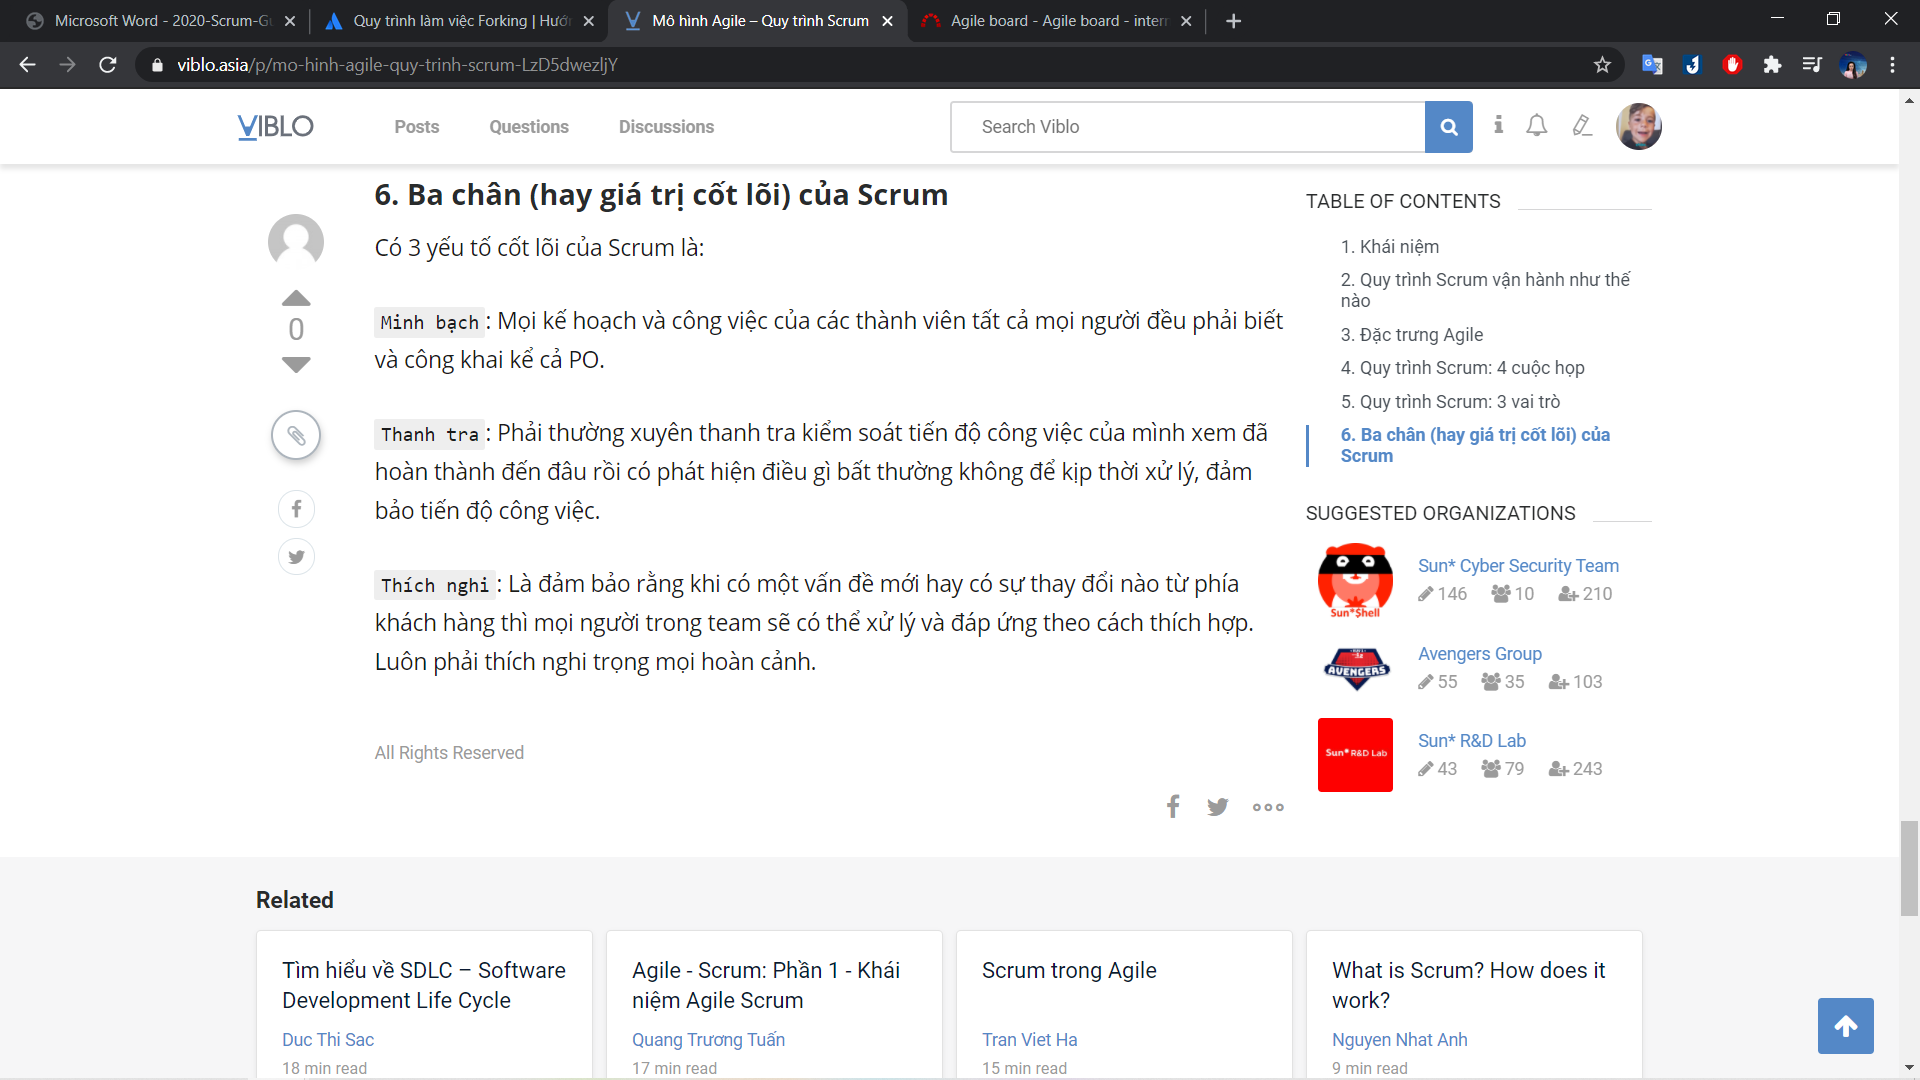 Microsoft Word - 2020-Scrum-Gu
Quy trình làm việc Forking | Hướn
Mô hình Agile – Quy trình Scrum
Agile board - Agile board - intern
viblo.asia/p/mo-hinh-agile-quy-trinh-scrum-LzD5dwezljY
VIBLO
Posts
Questions
Discussions
Search Viblo
6. Ba chân (hay giá trị cốt lõi) của Scrum
Có 3 yếu tố cốt lõi của Scrum là:
0
Minh bạch: Mọi kế hoạch và công việc của các thành viên tất cả mọi người đều phải biết
và công khai kể cả PO.
Thanh tra: Phải thường xuyên thanh tra kiểm soát tiến độ công việc của mình xem đã
hoàn thành đến đâu rồi có phát hiện điều gì bất thường không để kịp thời xử lý, đảm
bảo tiến độ công việc.
Thích nghi: Là đảm bảo rằng khi có một vấn đề mới hay có sự thay đổi nào từ phía
khách hàng thì mọi người trong team sẽ có thể xử lý và đáp ứng theo cách thích hợp.
Luôn phải thích nghi trọng mọi hoàn cảnh.
All Rights Reserved
TABLE OF CONTENTS
1. Khái niệm
2. Quy trình Scrum vận hành như thế
nào
3. Đặc trưng Agile
4. Quy trình Scrum: 4 cuộc họp
5. Quy trình Scrum: 3 vai trò
6. Ba chân (hay giá trị cốt lõi) của
Scrum
SUGGESTED ORGANIZATIONS
Sun*Shell
Sun* Cyber Security Team
146 10 210
AVENGERS
Avengers Group
55 35 103
Sun* R&D Lab
Sun* R&D Lab
43 79 243
Related
Tìm hiểu về SDLC – Software
Development Life Cycle
Duc Thi Sac
18 min read
Agile - Scrum: Phần 1 - Khái
niệm Agile Scrum
Quang Trương Tuấn
17 min read
Scrum trong Agile
Tran Viet Ha
15 min read
What is Scrum? How does it
work?
Nguyen Nhat Anh
9 min read